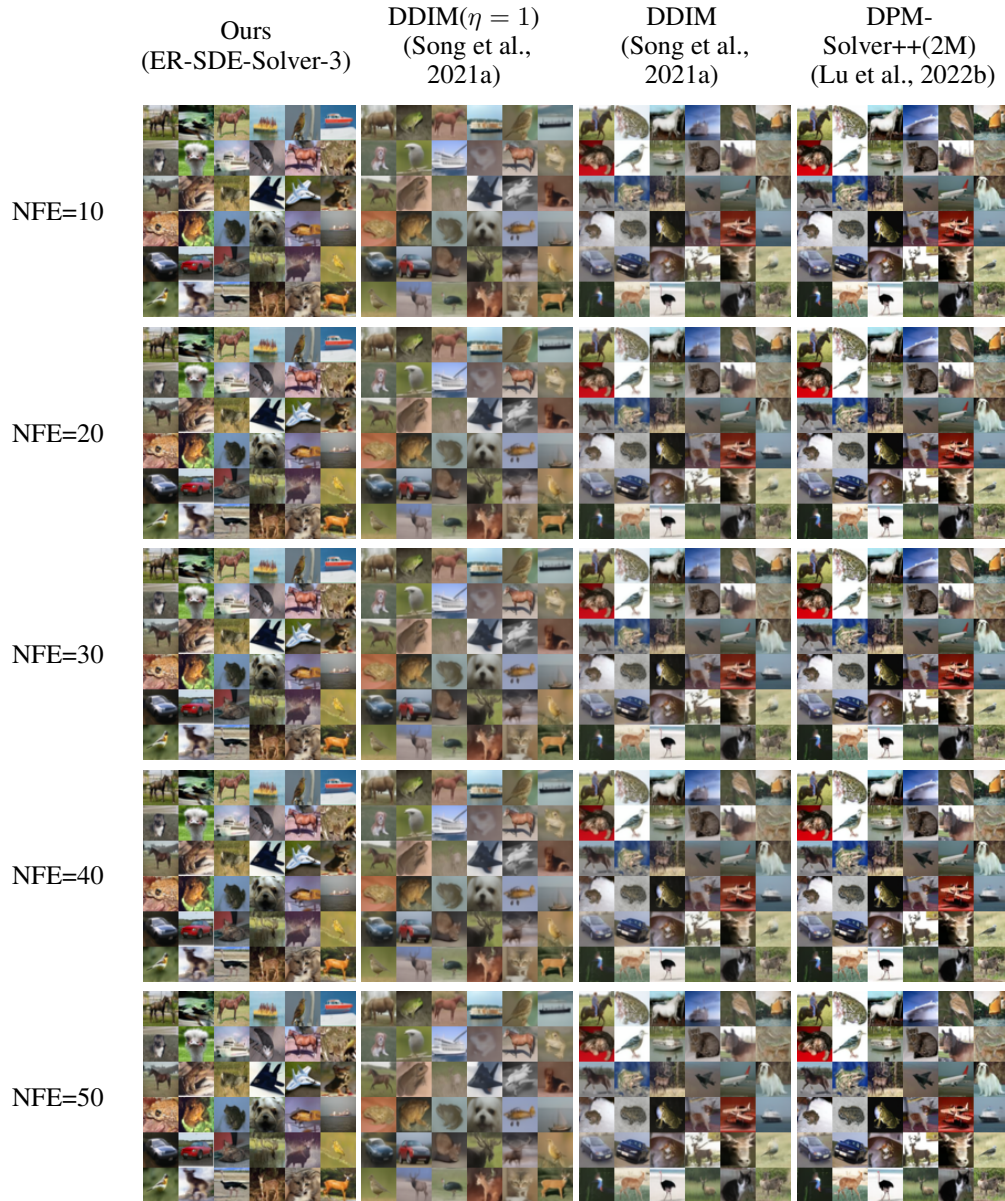 Ours
(ER-SDE-Solver-3)
DDIM(η = 1)
(Song et al.,
2021a)
DDIM
(Song et al.,
2021a)
DPM-
Solver++(2M)
(Lu et al., 2022b)
NFE=10
NFE=20
NFE=30
NFE=40
NFE=50